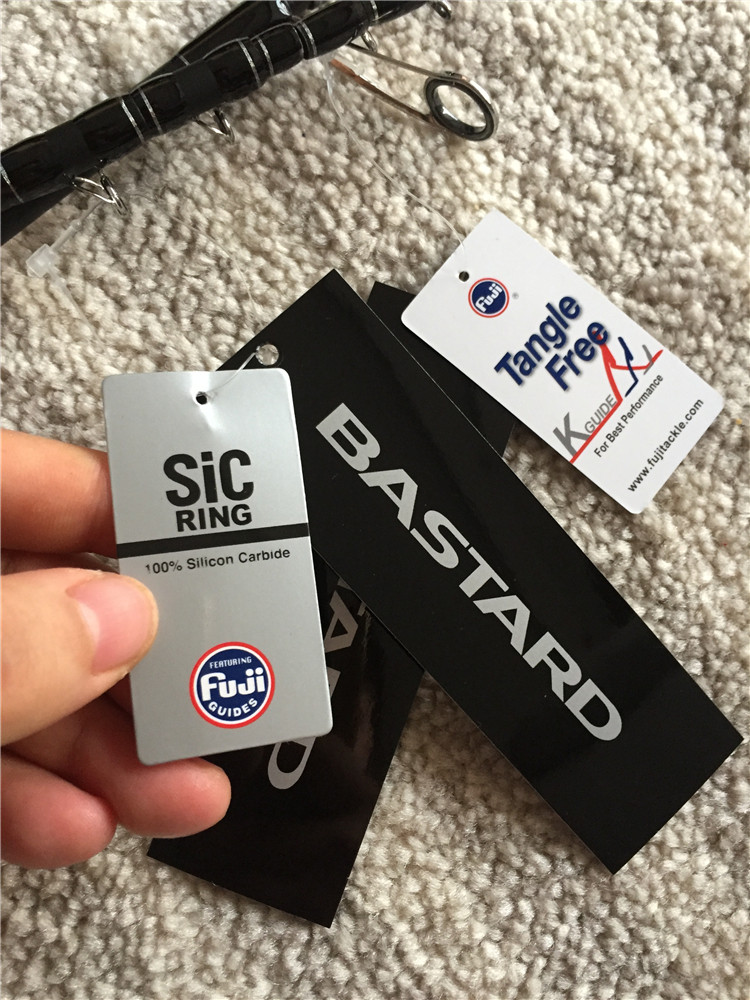 Fuji
Tangle
Free
K GUIDE
For Best Performance
www.fujitackle.com
BASTARD
SiC
RING
100% Silicon Carbide
FEATURING
Fuji
GUIDES